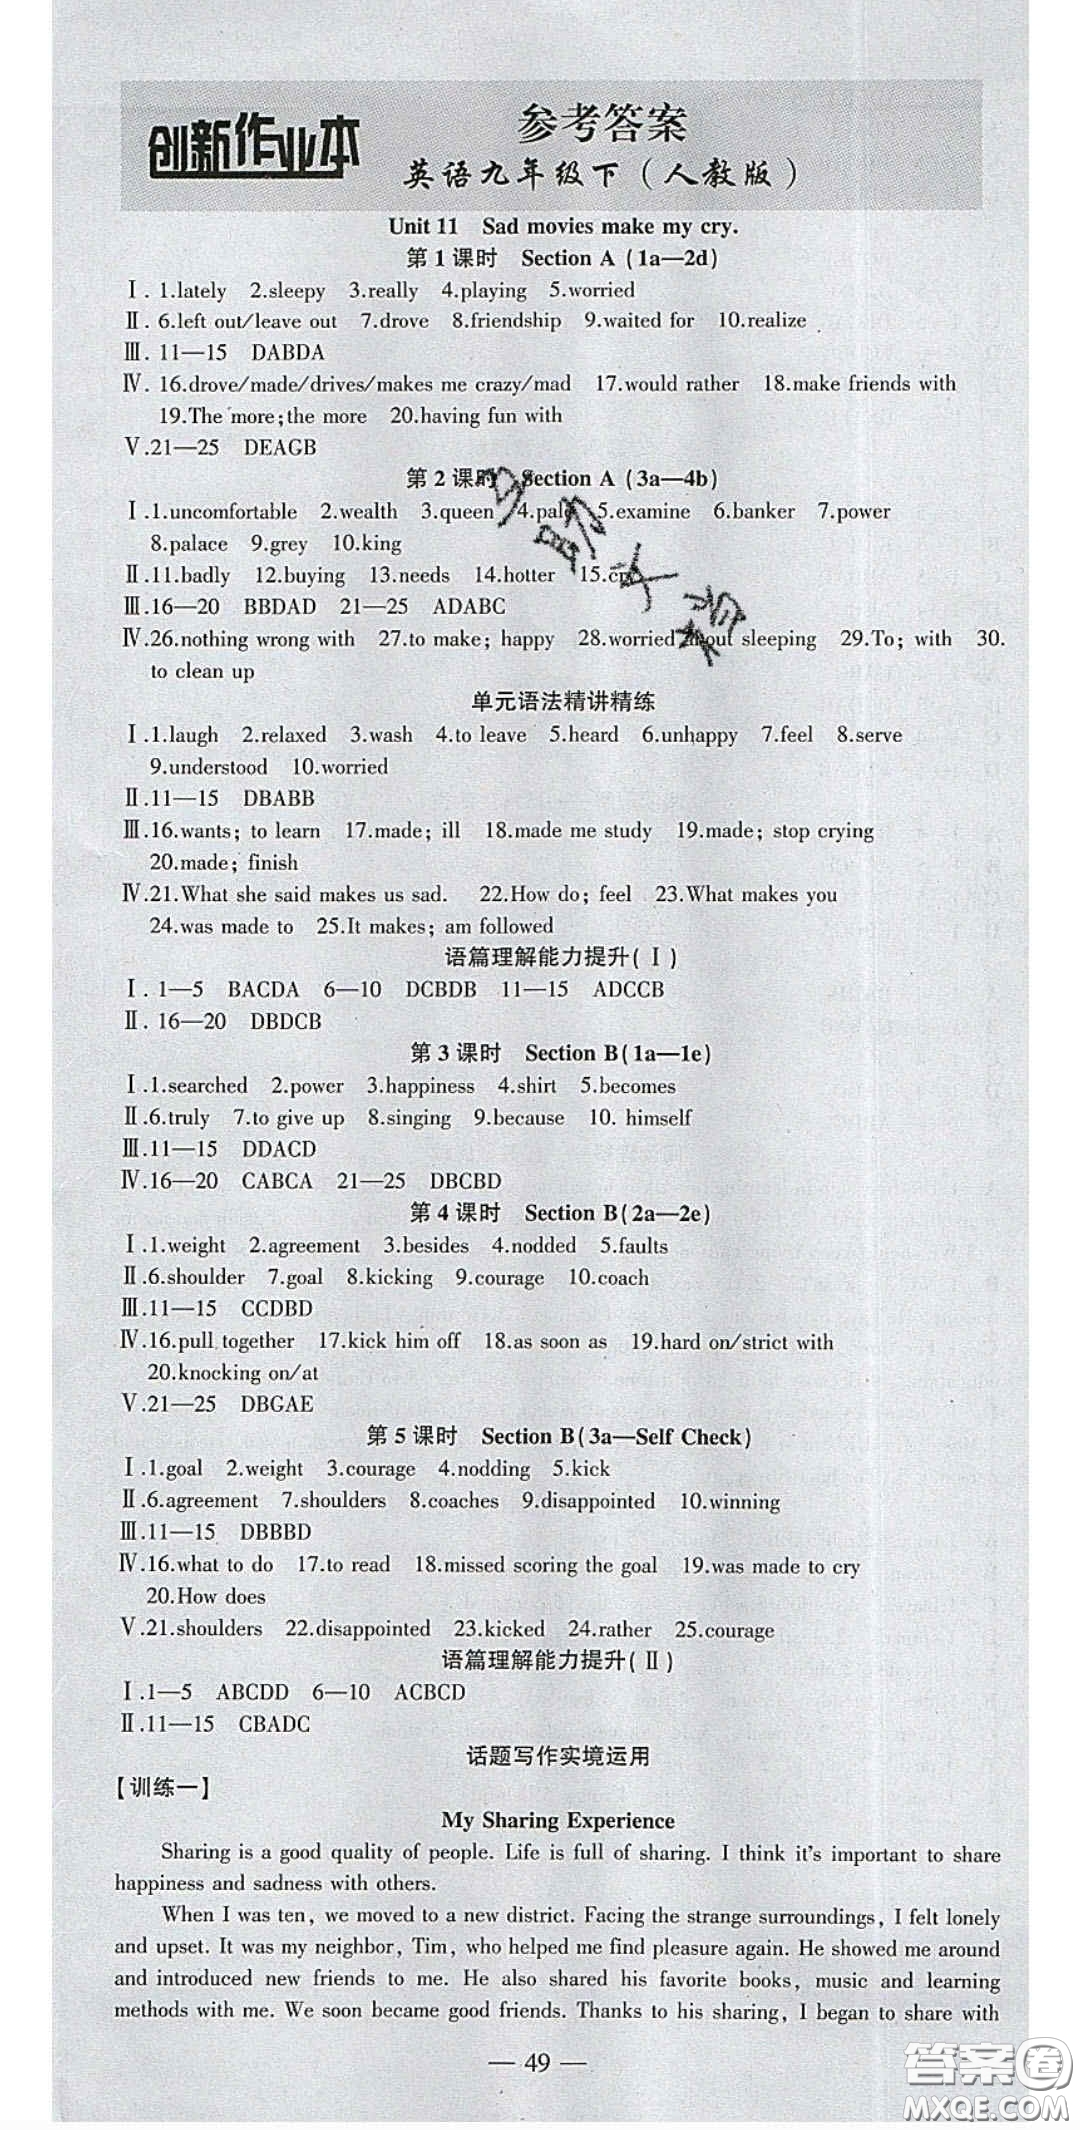 创新作业本
参考答案
英语九年级下（人教版）
Unit 11 Sad movies make my cry.
第1课时 Section A (1a—2d)
Ⅰ. 1.lately 2.sleepy 3.really 4.playing 5.worried
Ⅱ. 6.left out/leave out 7.drove 8.friendship 9.waited for 10.realize
Ⅲ. 11—15 DABDA
Ⅳ. 16.drove/made/drives/makes me crazy/mad 17.would rather 18.make friends with
19.The more;the more 20.having fun with
Ⅴ.21—25 DEAGB
第2课时 Section A (3a—4b)
Ⅰ.1.uncomfortable 2.wealth 3.queen 4.pale 5.examine 6.banker 7.power
8.palace 9.grey 10.king
Ⅱ.11.badly 12.buying 13.needs 14.hotter 15.cry
Ⅲ.16—20 BBDAD 21—25 ADABC
Ⅳ.26.nothing wrong with 27.to make; happy 28.worried about sleeping 29.To; with 30.
to clean up
单元语法精讲精练
Ⅰ.1.laugh 2.relaxed 3.wash 4.to leave 5.heard 6.unhappy 7.feel 8.serve
9.understood 10.worried
Ⅱ.11—15 DBABB
Ⅲ.16.wants; to learn 17.made; ill 18.made me study 19.made; stop crying
20.made; finish
Ⅳ.21.What she said makes us sad. 22.How do; feel 23.What makes you
24.was made to 25.It makes; am followed
语篇理解能力提升(Ⅰ)
Ⅰ. 1—5 BACDA 6—10 DCBDB 11—15 ADCCB
Ⅱ. 16—20 DBDCB
第3课时 Section B(1a—1e)
Ⅰ.1.searched 2.power 3.happiness 4.shirt 5.becomes
Ⅱ.6.truly 7.to give up 8.singing 9.because 10. himself
Ⅲ.11—15 DDACD
Ⅳ.16—20 CABCA 21—25 DBCBD
第4课时 Section B(2a—2e)
Ⅰ.1.weight 2.agreement 3.besides 4.nodded 5.faults
Ⅱ.6.shoulder 7.goal 8.kicking 9.courage 10.coach
Ⅲ.11—15 CCDBD
Ⅳ.16.pull together 17.kick him off 18.as soon as 19.hard on/strict with
20.knocking on/at
Ⅴ.21—25 DBGAE
第5课时 Section B(3a—Self Check)
Ⅰ.1.goal 2.weight 3.courage 4.nodding 5.kick
Ⅱ.6.agreement 7.shoulders 8.coaches 9.disappointed 10.winning
Ⅲ.11—15 DBBBD
Ⅳ.16.what to do 17.to read 18.missed scoring the goal 19.was made to cry
20.How does
Ⅴ.21.shoulders 22.disappointed 23.kicked 24.rather 25.courage
语篇理解能力提升(Ⅱ)
Ⅰ.1—5 ABCDD 6—10 ACBCD
Ⅱ.11—15 CBADC
话题写作实境运用
【训练一】
My Sharing Experience
Sharing is a good quality of people. Life is full of sharing. I think it's important to share
happiness and sadness with others.
When I was ten, we moved to a new district. Facing the strange surroundings, I felt lonely
and upset. It was my neighbor, Tim, who helped me find pleasure again. He showed me around
and introduced new friends to me. He also shared his favorite books, music and learning
methods with me. We soon became good friends. Thanks to his sharing, I began to share with
— 49 —
答案圈
MXQE.COM